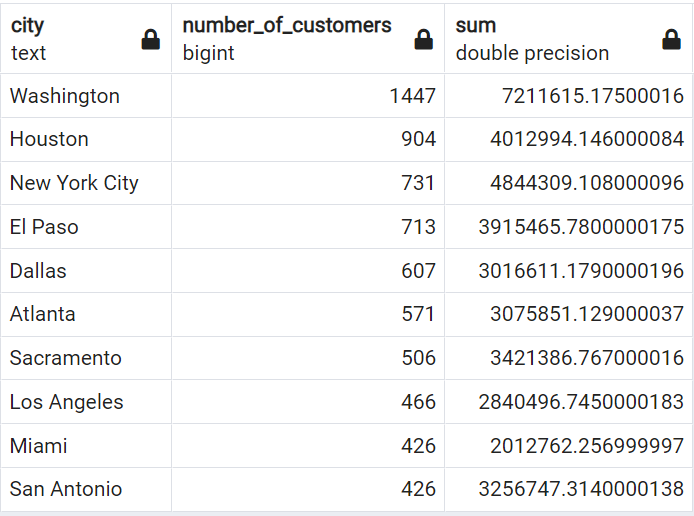 city number_of_customers sum
text bigint double precision
Washington 1447 7211615.17500016
Houston 904 4012994.146000084
New York City 731 4844309.108000096
El Paso 713 3915465.7800000175
Dallas 607 3016611.1790000196
Atlanta 571 3075851.129000037
Sacramento 506 3421386.767000016
Los Angeles 466 2840496.7450000183
Miami 426 2012762.256999997
San Antonio 426 3256747.3140000138